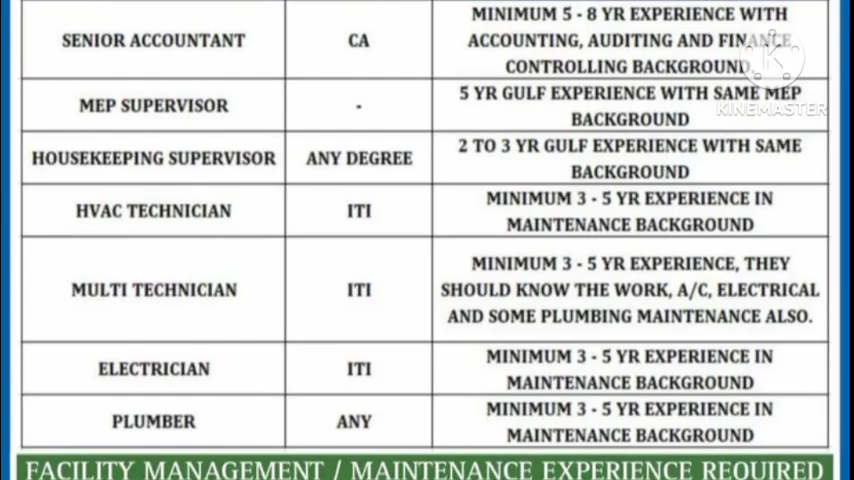 SENIOR ACCOUNTANT
CA
MINIMUM 5 - 8 YR EXPERIENCE WITH
ACCOUNTING, AUDITING AND FINANCE
CONTROLLING BACKGROUND.
MEP SUPERVISOR
-
5 YR GULF EXPERIENCE WITH SAME MEP
BACKGROUND
HOUSEKEEPING SUPERVISOR
ANY DEGREE
2 TO 3 YR GULF EXPERIENCE WITH SAME
BACKGROUND
HVAC TECHNICIAN
ITI
MINIMUM 3 - 5 YR EXPERIENCE IN
MAINTENANCE BACKGROUND
MULTI TECHNICIAN
ITI
MINIMUM 3 - 5 YR EXPERIENCE, THEY
SHOULD KNOW THE WORK, A/C, ELECTRICAL
AND SOME PLUMBING MAINTENANCE ALSO.
ELECTRICIAN
ITI
MINIMUM 3 - 5 YR EXPERIENCE IN
MAINTENANCE BACKGROUND
PLUMBER
ANY
MINIMUM 3 - 5 YR EXPERIENCE IN
MAINTENANCE BACKGROUND
FACILITY MANAGEMENT / MAINTENANCE EXPERIENCE REQUIRED
K
KINEMASTER